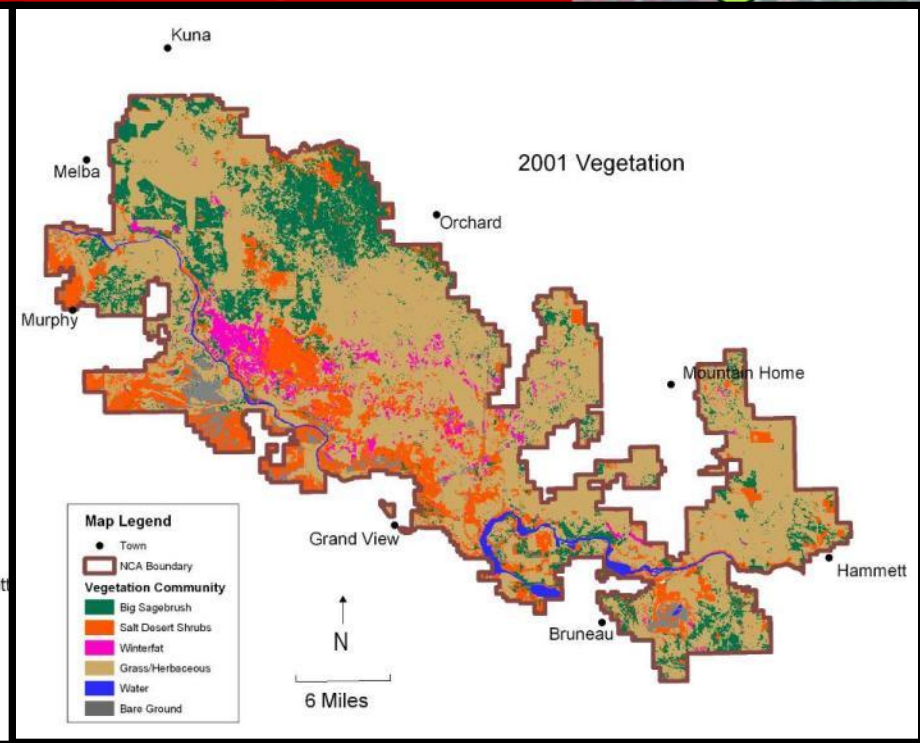 Kuna
Melba
2001 Vegetation
Orchard
Murphy
Mountain Home
Map Legend
Town
NCA Boundary
Vegetation Community
Big Sagebrush
Salt Desert Shrubs
Winterfat
Grass/Herbaceous
Water
Bare Ground
Grand View
Hammett
Bruneau
N
6 Miles